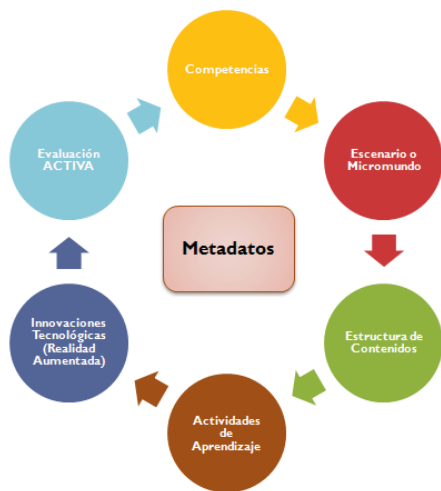 Competencias
Escenario o
Micromundo
Estructura de
Contenidos
Actividades
de
Aprendizaje
Innovaciones
Tecnológicas
(Realidad
Aumentada)
Evaluación
ACTIVA
Metadatos